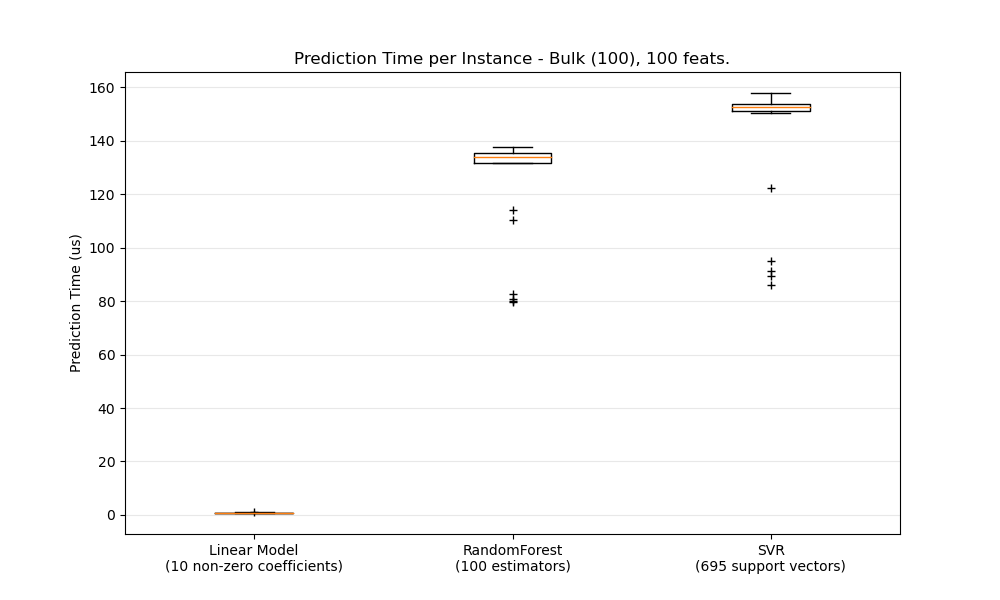 Prediction Time per Instance - Bulk (100), 100 feats.
Prediction Time (us)
160
140
120
100
80
60
40
20
0
Linear Model
(10 non-zero coefficients)
RandomForest
(100 estimators)
SVR
(695 support vectors)